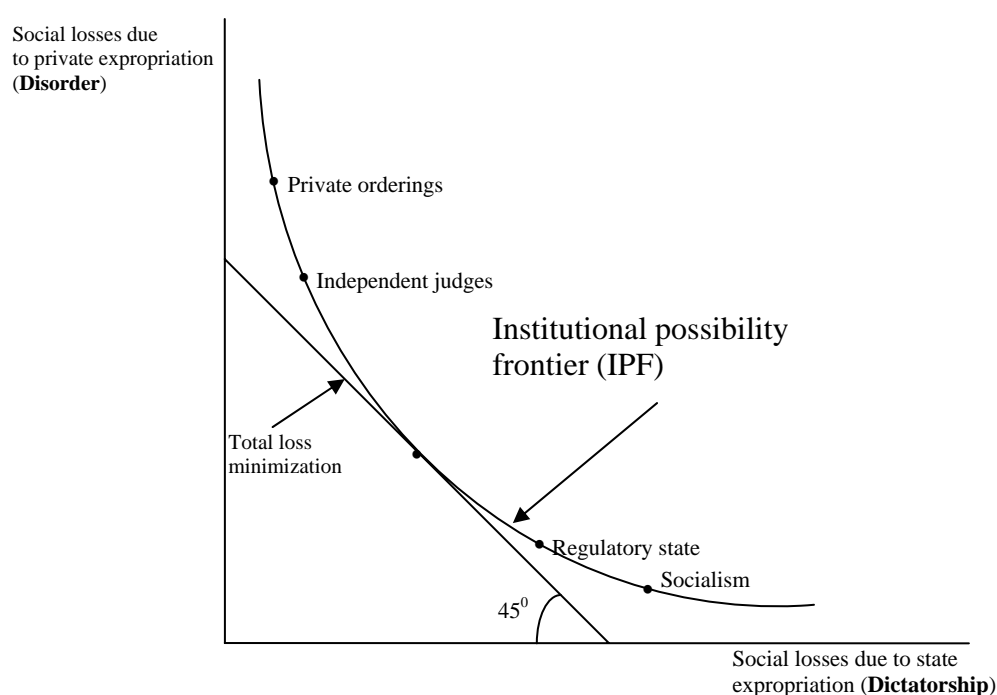 Social losses due
to private expropriation
(Disorder)
Private orderings
Independent judges
Institutional possibility
frontier (IPF)
Total loss
minimization
Regulatory state
Socialism
45⁰
Social losses due to state
expropriation (Dictatorship)